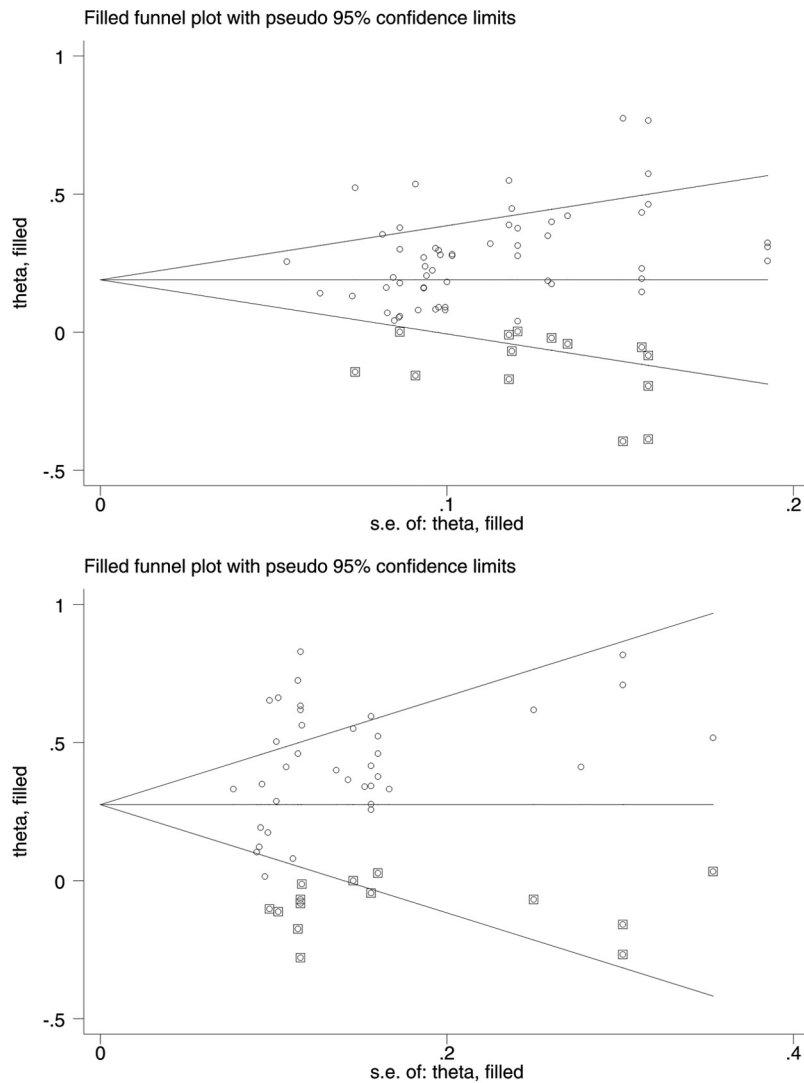 Filled funnel plot with pseudo 95% confidence limits
1
.5
0
-.5
theta, filled
0
.1
.2
s.e. of: theta, filled
Filled funnel plot with pseudo 95% confidence limits
1
.5
0
-.5
theta, filled
0
.2
.4
s.e. of: theta, filled